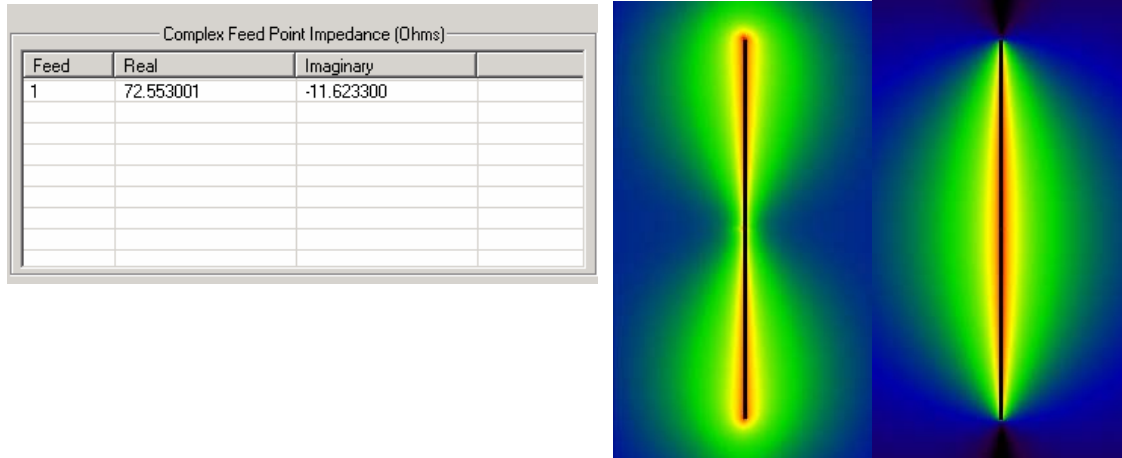 Complex Feed Point Impedance (Ohms)
Feed Real Imaginary
1 72.553001 -11.623300